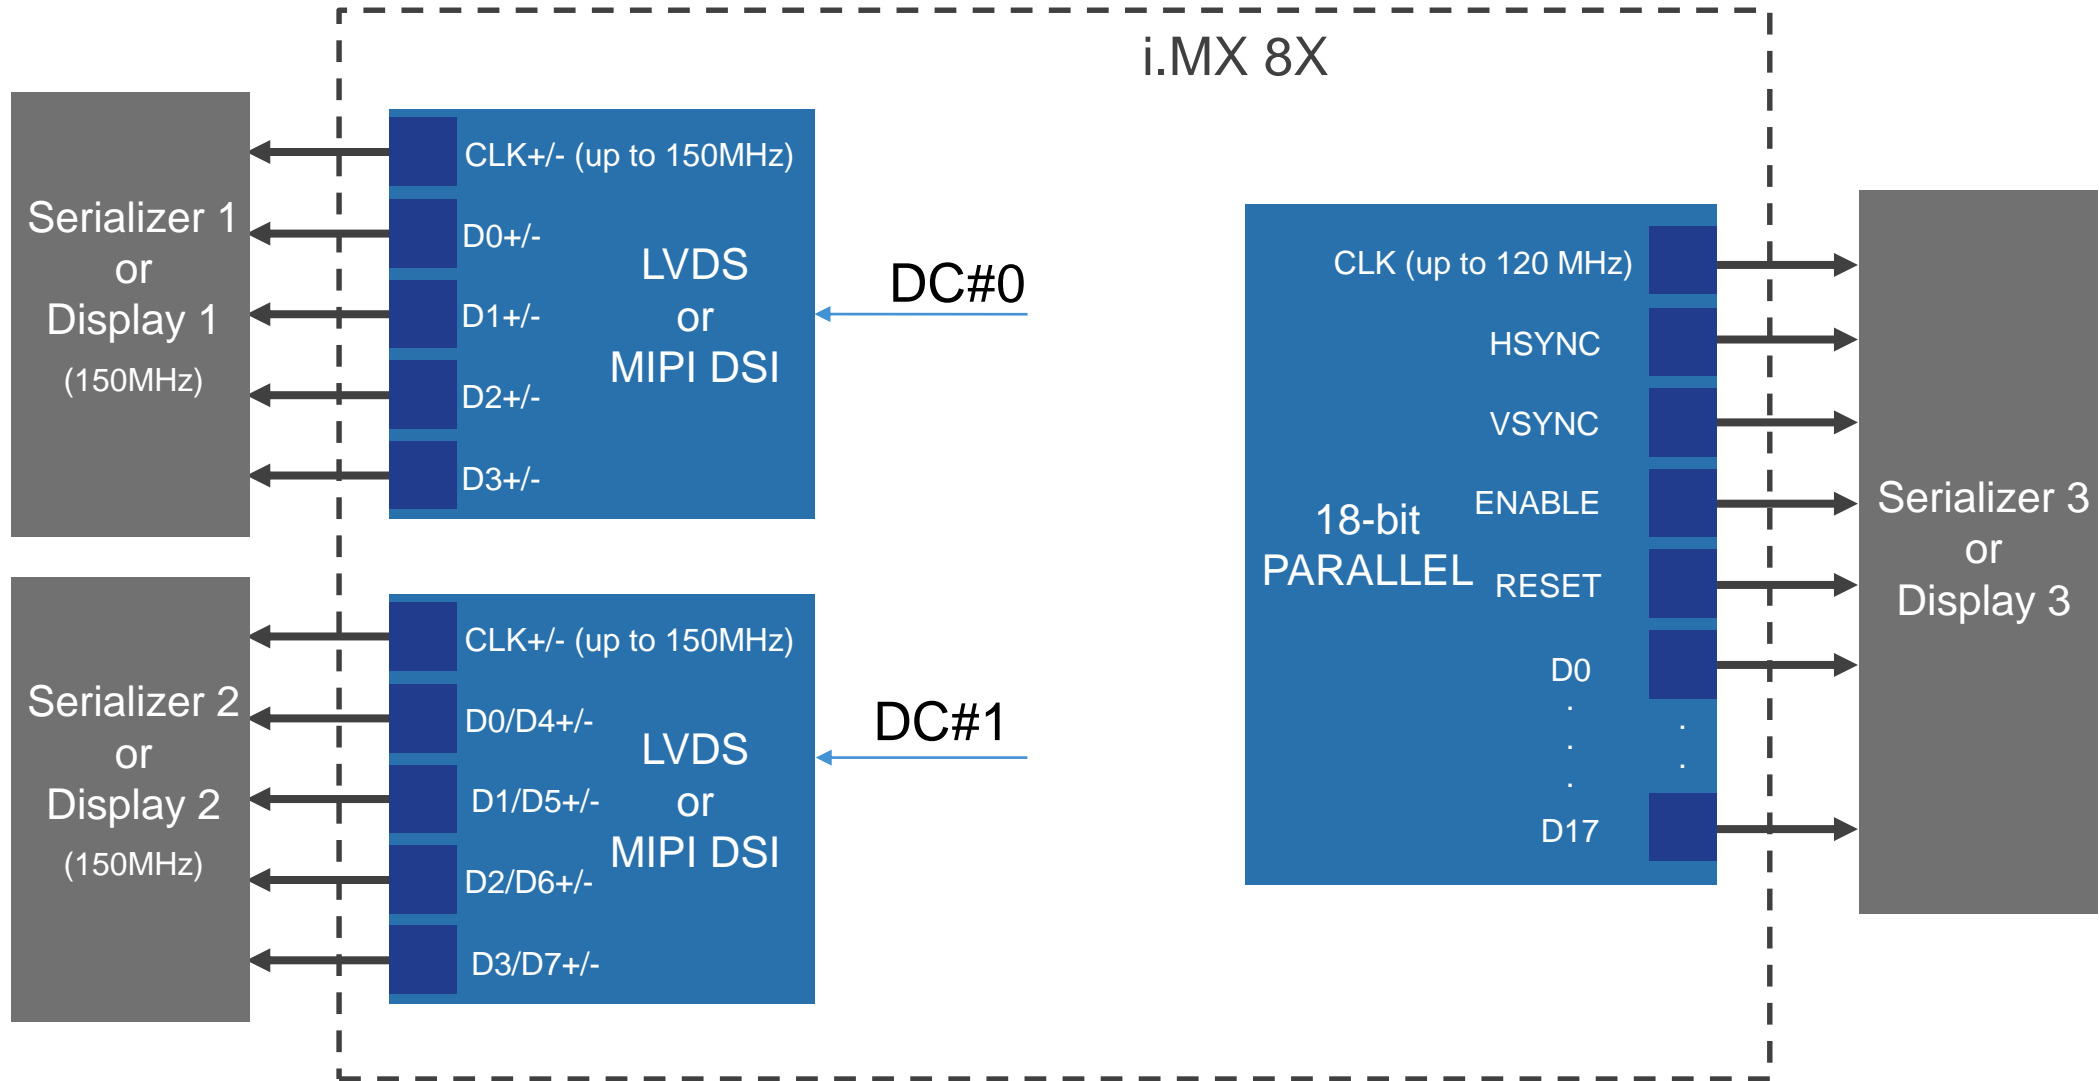 i.MX 8X
Serializer 1
or
Display 1
(150MHz)
CLK+/- (up to 150MHz)
D0+/-
D1+/-
D2+/-
D3+/-
LVDS
or
MIPI DSI
DC#0
Serializer 2
or
Display 2
(150MHz)
CLK+/- (up to 150MHz)
D0/D4+/-
D1/D5+/-
D2/D6+/-
D3/D7+/-
LVDS
or
MIPI DSI
DC#1
18-bit
PARALLEL
CLK (up to 120 MHz)
HSYNC
VSYNC
ENABLE
RESET
D0
.
.
.
.
.
D17
Serializer 3
or
Display 3